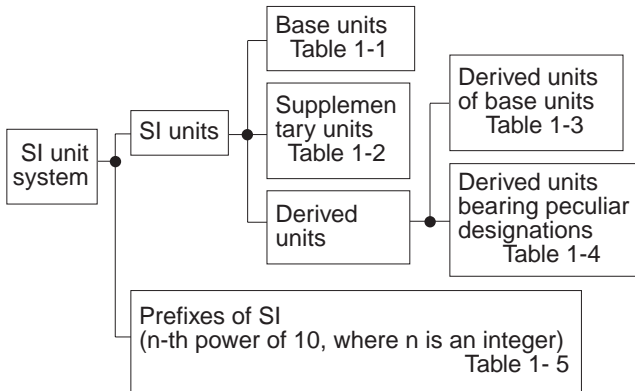 SI unit
system
SI units
Base units
Table 1-1
Supplemen
tary units
Table 1-2
Derived
units
Derived units
of base units
Table 1-3
Derived units
bearing peculiar
designations
Table 1-4
Prefixes of SI
(n-th power of 10, where n is an integer)
Table 1- 5